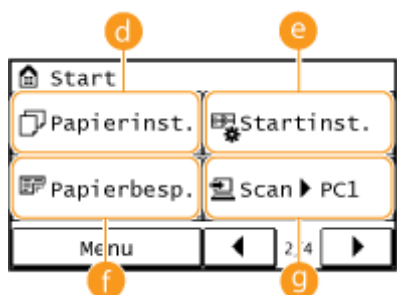 d e
Start
Papierinst. Startinst.
Papierbesp. Scan ▶ PC1
Menu ◀ 2/4 ▶
f g